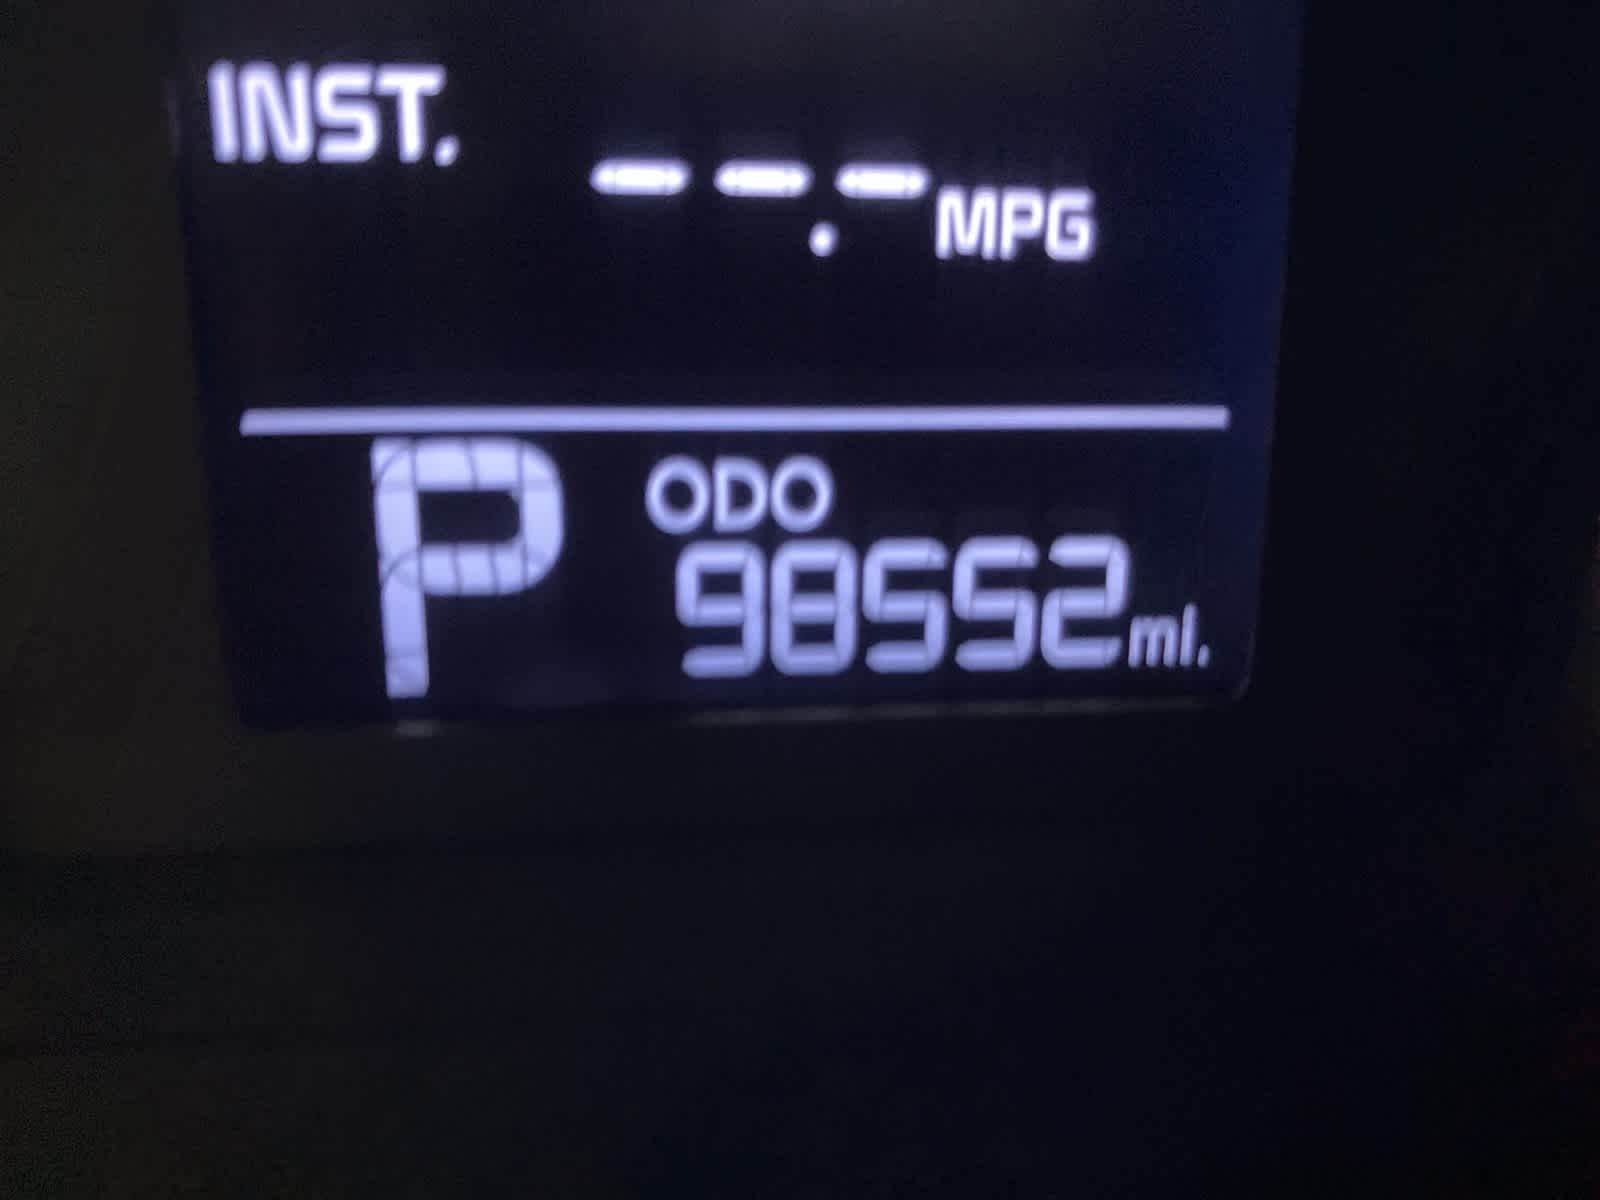 INST.
--.- MPG
P ODO
98552 mi.